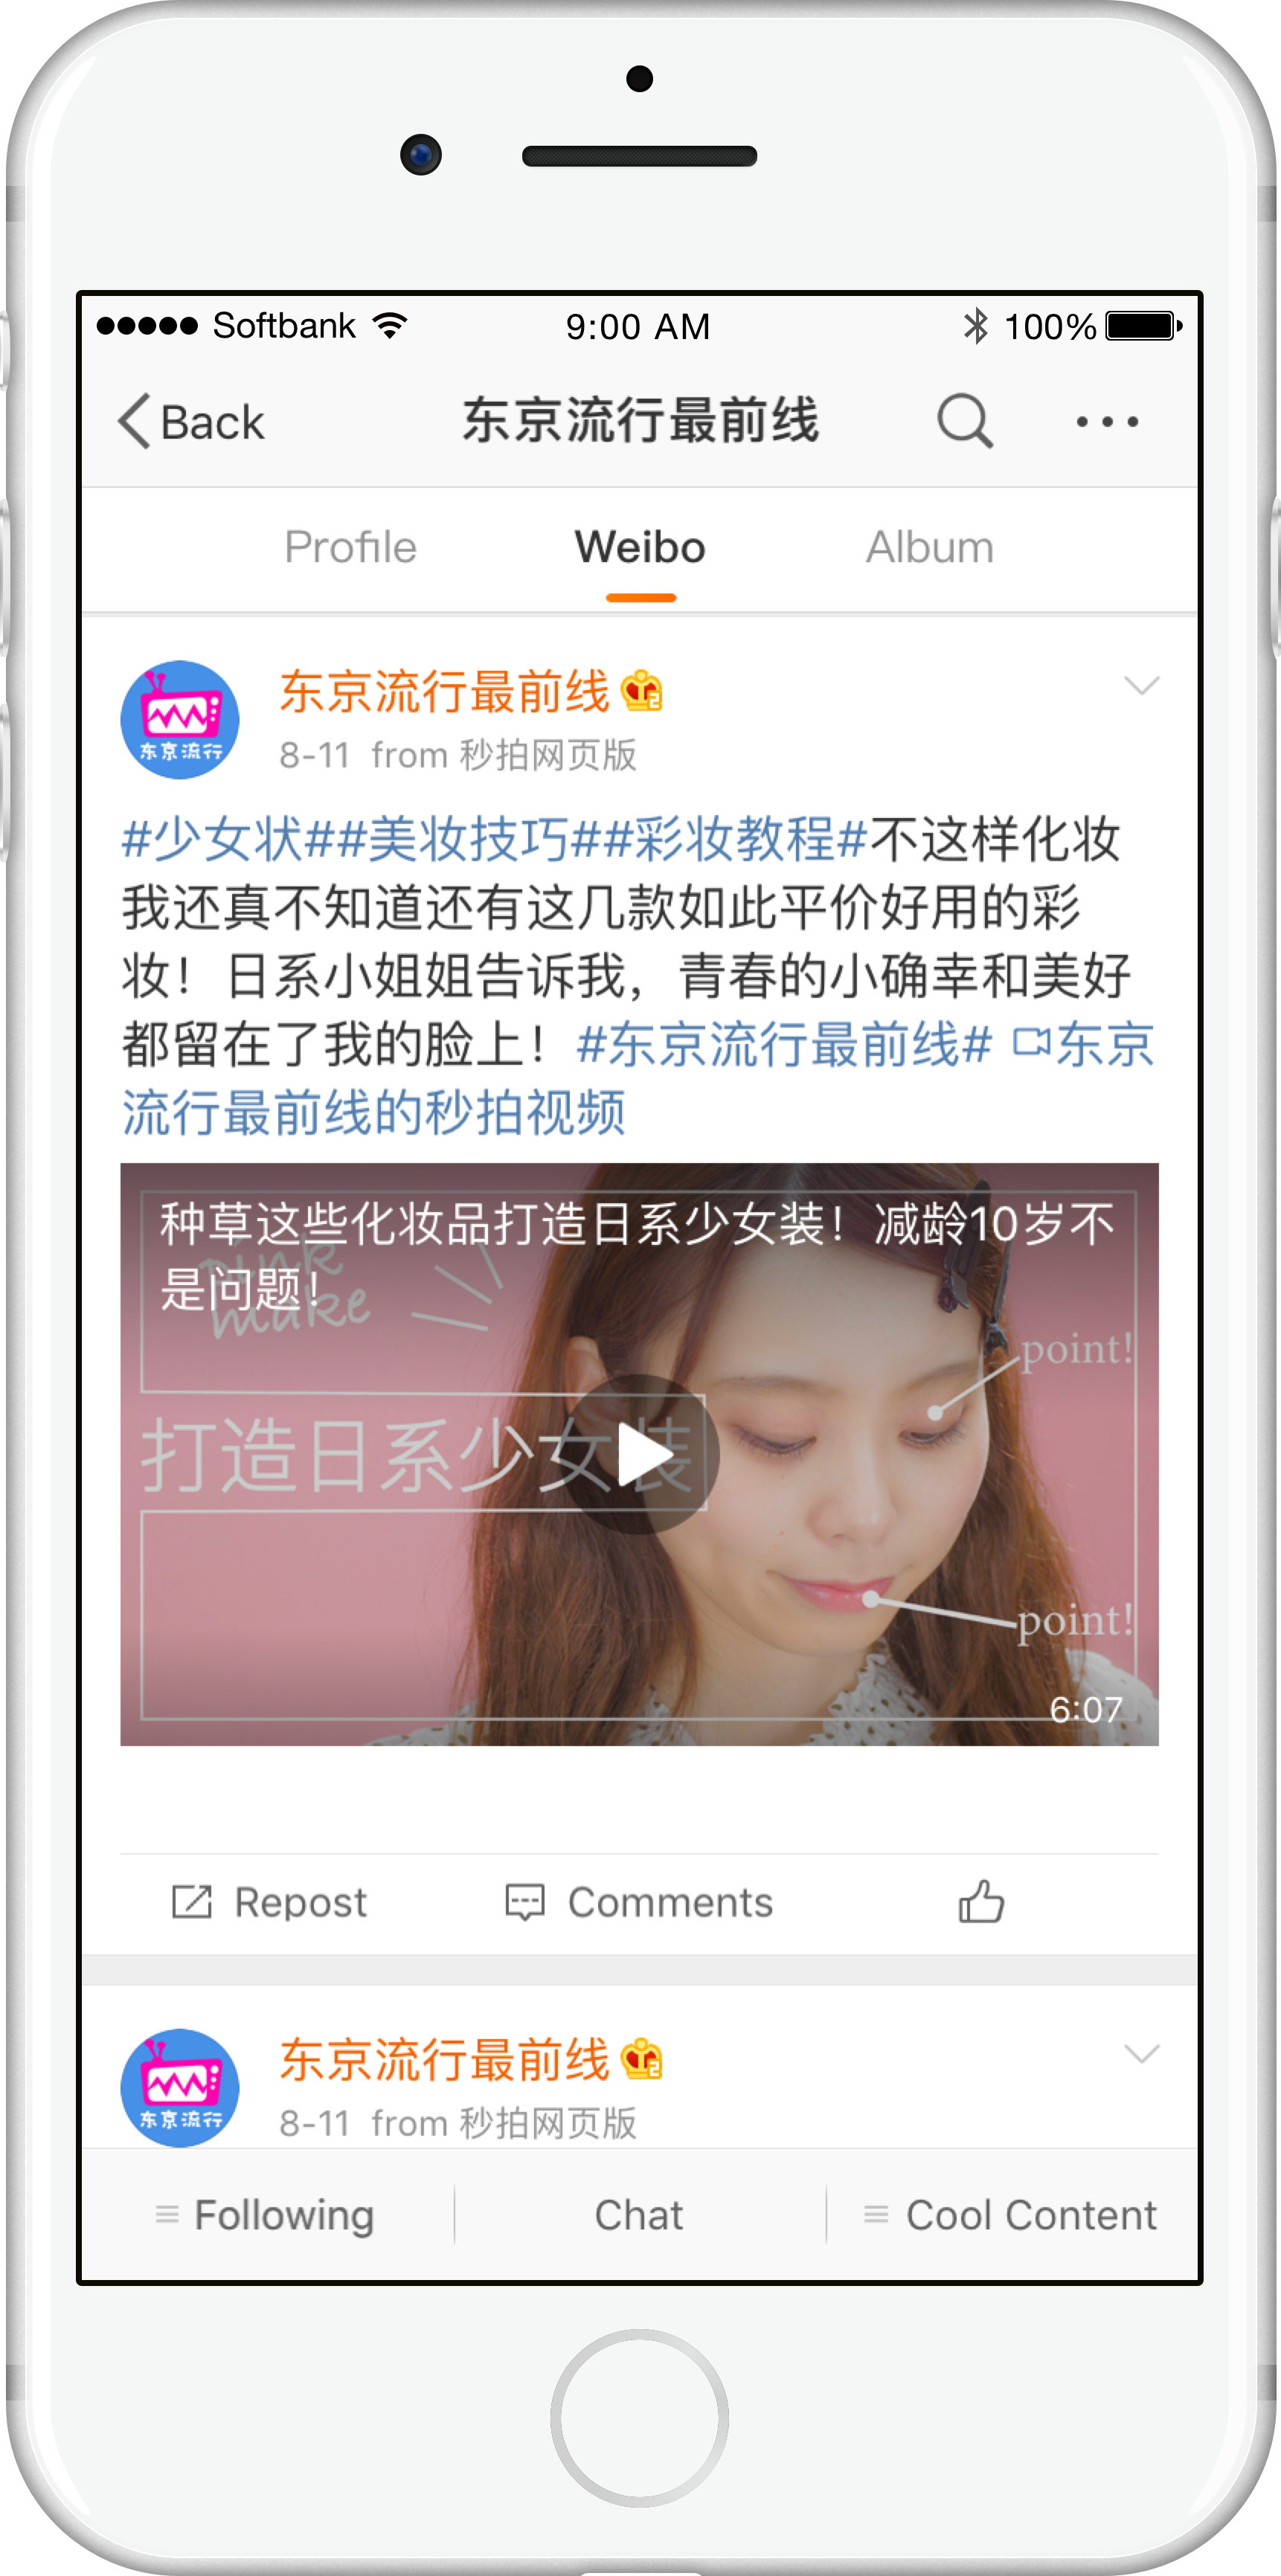 Softbank 9:00 AM 100%
Back 东京流行最前线
Profile Weibo Album
东京流行最前线
东京流行
8-11 from 秒拍网页版
#少女状##美妆技巧##彩妆教程#不这样化妆
我还真不知道还有这几款如此平价好用的彩
妆！日系小姐姐告诉我，青春的小确幸和美好
都留在了我的脸上！#东京流行最前线# 东京
流行最前线的秒拍视频
种草这些化妆品打造日系少女装！减龄10岁不
是问题！
pink
make
point!
打造日系少女装
point!
6:07
Repost Comments
东京流行最前线
东京流行
8-11 from 秒拍网页版
Following Chat Cool Content